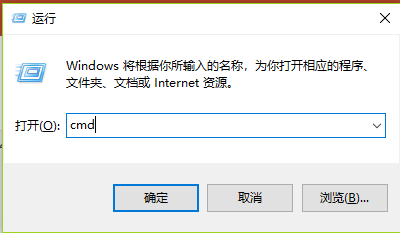 运行
Windows 将根据你所输入的名称，为你打开相应的程序、
文件夹、文档或 Internet 资源。
打开(O): cmd
确定 取消 浏览(B)...